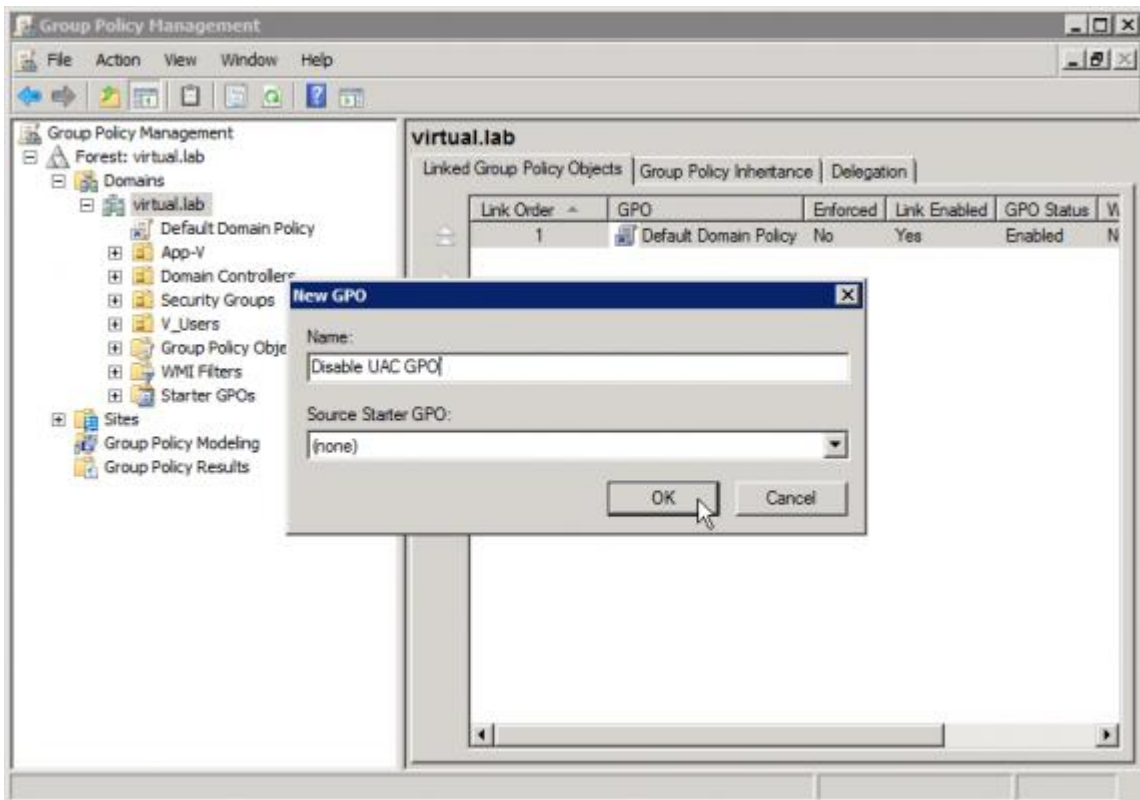 Group Policy Management
File Action View Window Help
Group Policy Management
Forest: virtual.lab
Domains
virtual.lab
Default Domain Policy
App-V
Domain Controllers
Security Groups
V_Users
Group Policy Obje
WMI Filters
Starter GPOs
Sites
Group Policy Modeling
Group Policy Results
virtual.lab
Linked Group Policy Objects Group Policy Inheritance Delegation
Link Order GPO Enforced Link Enabled GPO Status W
1 Default Domain Policy No Yes Enabled N
New GPO
Name:
Disable UAC GPO
Source Starter GPO:
(none)
OK Cancel